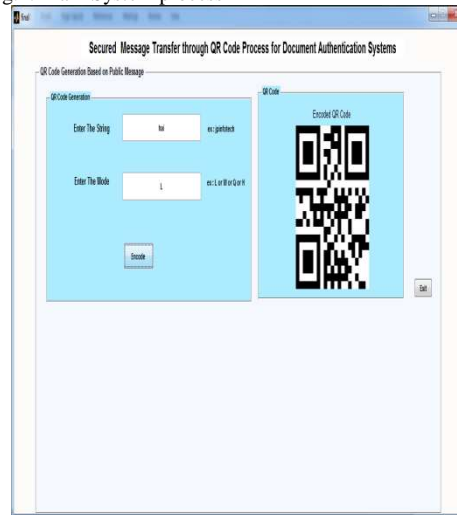 final
Secured Message Transfer through QR Code Process for Document Authentication Systems
QR Code Generation Based on Public Message
QR Code Generation
QR Code
Enter The String
ex: jpinfotech
Encoded QR Code
Enter The Mode
L
ex: L or M or Q or H
Encode
Exit